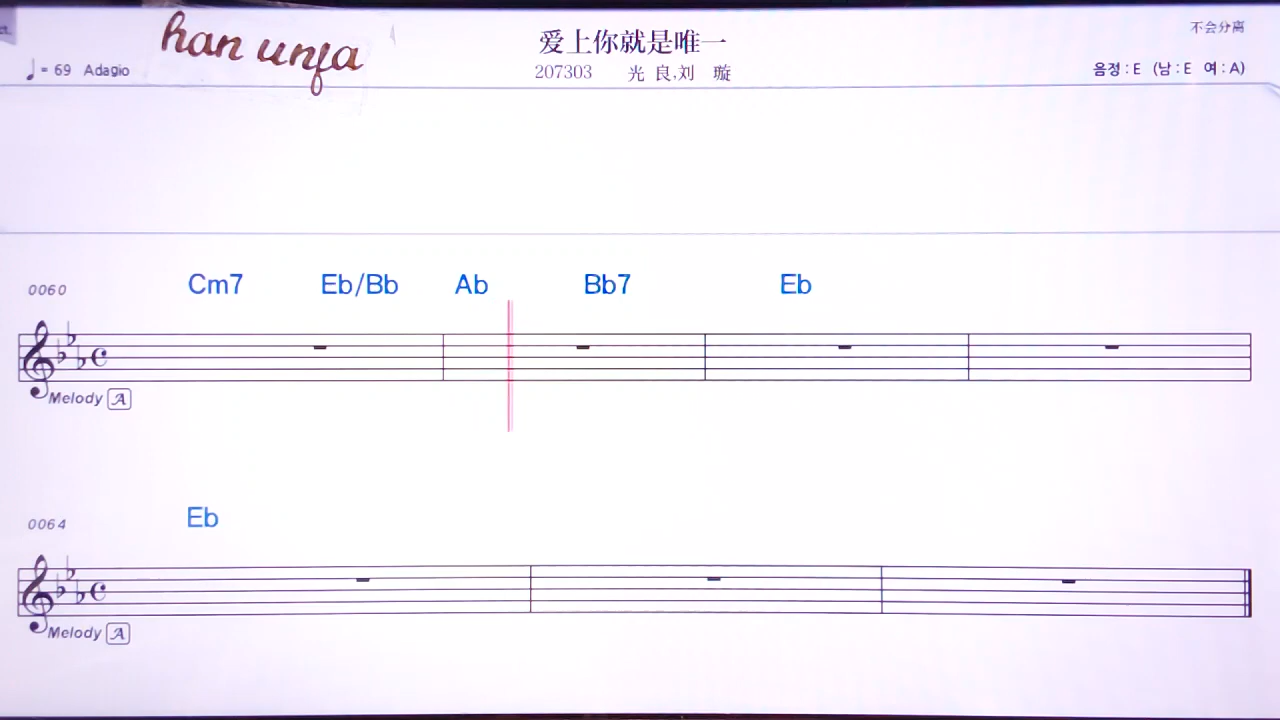 han unfa
爱上你就是唯一
不会分离
♩= 69 Adagio
207303 光 良,刘 璇
음정 : E (남 : E 여 : A)
0060 Cm7 Eb/Bb Ab Bb7 Eb
Melody A
0064 Eb
Melody A